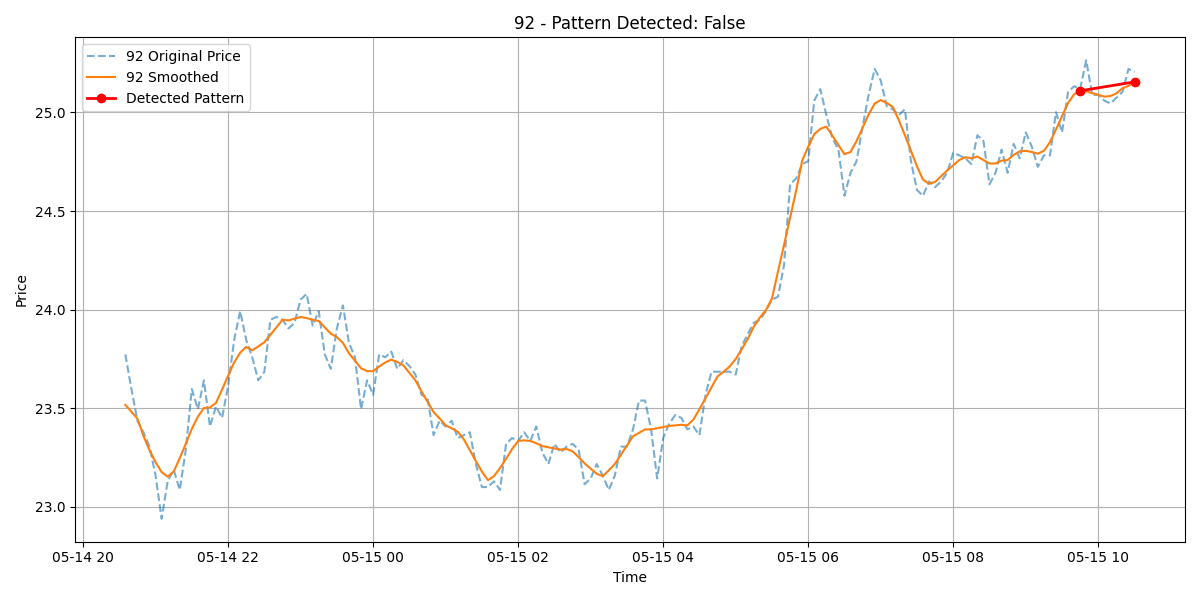 92 - Pattern Detected: False
92 Original Price
92 Smoothed
Detected Pattern
Price
25.0
24.5
24.0
23.5
23.0
05-14 20 05-14 22 05-15 00 05-15 02 05-15 04 05-15 06 05-15 08 05-15 10
Time